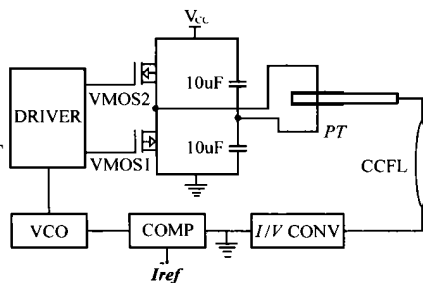 V_CC
10uF
DRIVER
VMOS2
10uF
VMOS1
PT
CCFL
VCO
COMP
I/V CONV
Iref